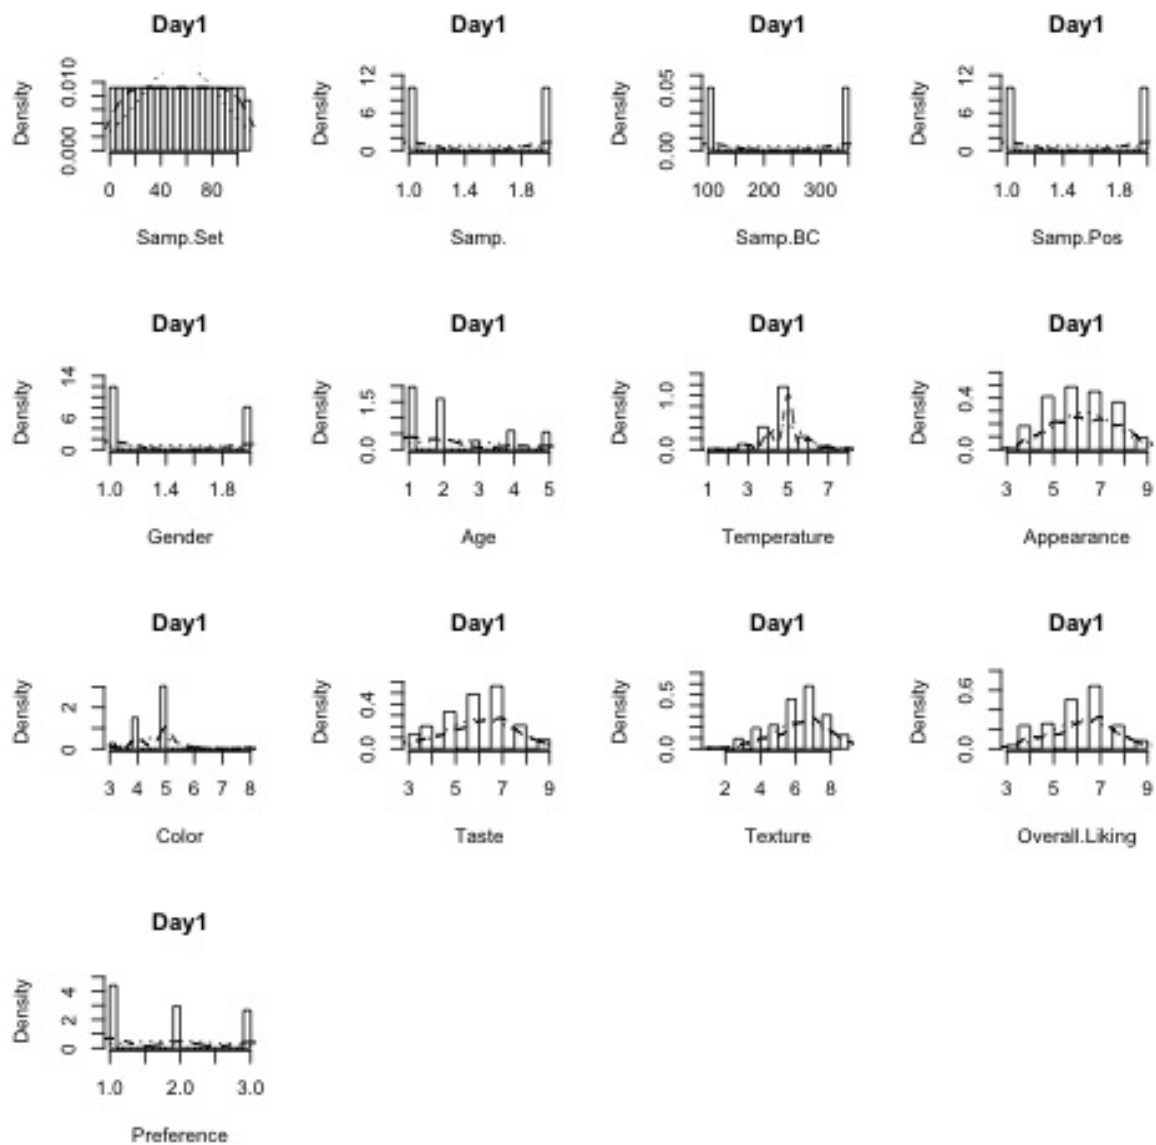 Day1 Day1 Day1 Day1
Density 0.000 0.010 Density 0 6 12 Density 0.00 0.05 Density 0 6 12
0 40 80 1.0 1.4 1.8 100 200 300 1.0 1.4 1.8
Samp.Set Samp. Samp.BC Samp.Pos
Day1 Day1 Day1 Day1
Density 0 6 14 Density 0.0 1.5 Density 0.0 1.0 Density 0.0 0.4
1.0 1.4 1.8 1 2 3 4 5 1 3 5 7 3 5 7 9
Gender Age Temperature Appearance
Day1 Day1 Day1 Day1
Density 0 2 Density 0.0 0.4 Density 0.0 0.5 Density 0.0 0.6
3 4 5 6 7 8 3 5 7 9 2 4 6 8 3 5 7 9
Color Taste Texture Overall.Liking
Day1
Density 0 2 4
1.0 2.0 3.0
Preference